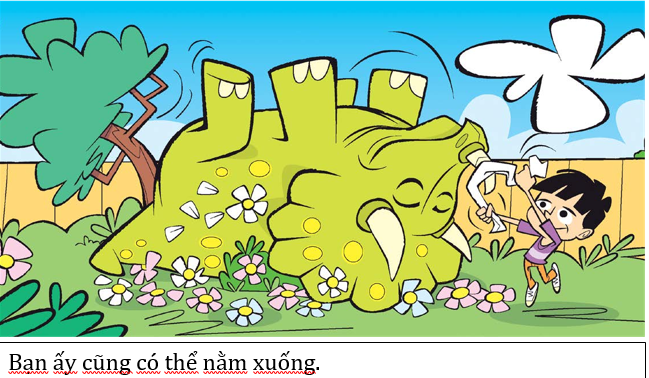 Bạn ấy cũng có thể nằm xuống.